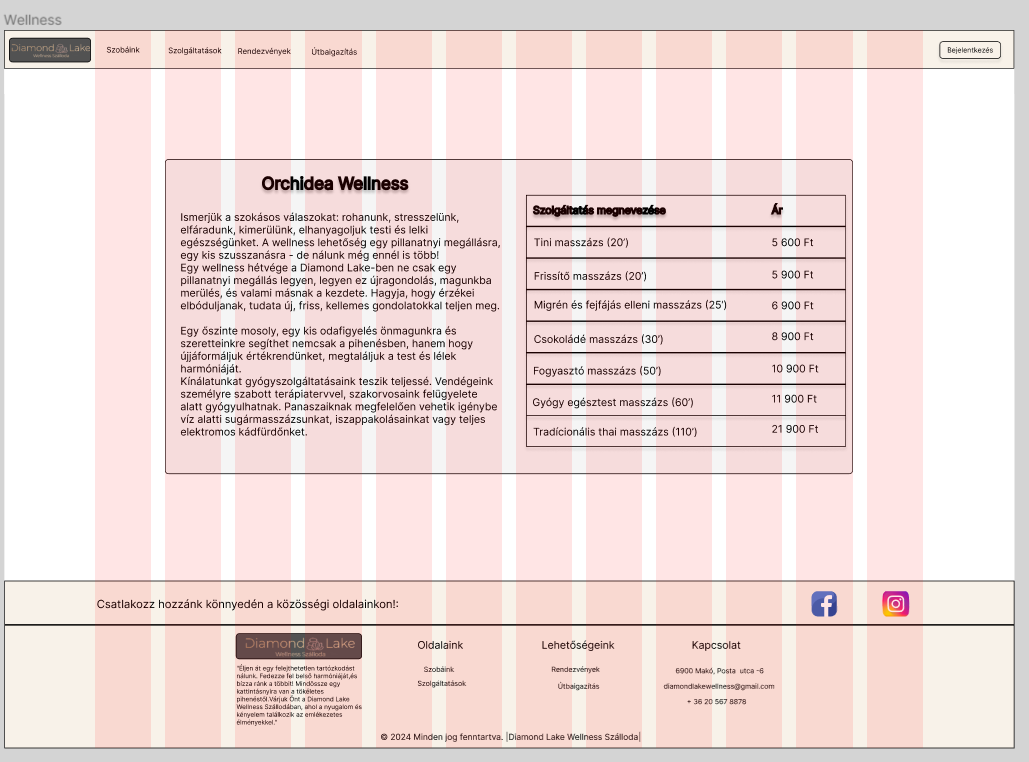 Wellness
Diamond Lake
Wellness Szálloda
Szobáink
Szolgáltatások
Rendezvények
Útbaigazítás
Bejelentkezés
Orchidea Wellness
Ismerjük a szokásos válaszokat: rohanunk, stresszelünk,
elfáradunk, kimerülünk, elhanyagoljuk testi és lelki
egészségünket. A wellness lehetőség egy pillanatnyi megállásra,
egy kis szusszanásra - de nálunk még ennél is több!
Egy wellness hétvége a Diamond Lake-ben ne csak egy
pillanatnyi megállás legyen, legyen ez újragondolás, magunkba
merülés, és valami másnak a kezdete. Hagyja, hogy érzékei
elbóduljanak, tudata új, friss, kellemes gondolatokkal teljen meg.
Egy őszinte mosoly, egy kis odafigyelés önmagunkra és
szeretteinkre segíthet nemcsak a pihenésben, hanem hogy
újjáformáljuk értékrendünket, megtaláljuk a test és lélek
harmóniáját.
Kínálatunkat gyógyszolgáltatásaink teszik teljessé. Vendégeink
személyre szabott terápiatervvel, szakorvosaink felügyelete
alatt gyógyulhatnak. Panaszaiknak megfelelően vehetik igénybe
víz alatti sugármasszázsunkat, iszappakolásainkat vagy teljes
elektromos kádfürdőnket.
Szolgáltatás megnevezése Ár
Tini masszázs (20’) 5 600 Ft
Frissítő masszázs (20’) 5 900 Ft
Migrén és fejfájás elleni masszázs (25’) 6 900 Ft
Csokoládé masszázs (30’) 8 900 Ft
Fogyasztó masszázs (50’) 10 900 Ft
Gyógy egésztest masszázs (60’) 11 900 Ft
Tradícionális thai masszázs (110’) 21 900 Ft
Csatlakozz hozzánk könnyedén a közösségi oldalainkon!:
Diamond Lake
Wellness Szálloda
"Éljen át egy felejthetetlen tartózkodást
nálunk. Fedezze fel belső harmóniáját,és
bízza ránk a többit! Mindössze egy
kattintásnyira van a tökéletes
pihenéstől.Várjuk Önt a Diamond Lake
Wellness Szállodában, ahol a nyugalom és
kényelem találkozik az emlékezetes
élményekkel."
Oldalaink
Szobáink
Szolgáltatások
Lehetőségeink
Rendezvények
Útbaigazítás
Kapcsolat
6900 Makó, Posta utca -6
diamondlakewellness@gmail.com
+ 36 20 567 8878
© 2024 Minden jog fenntartva. |Diamond Lake Wellness Szálloda|